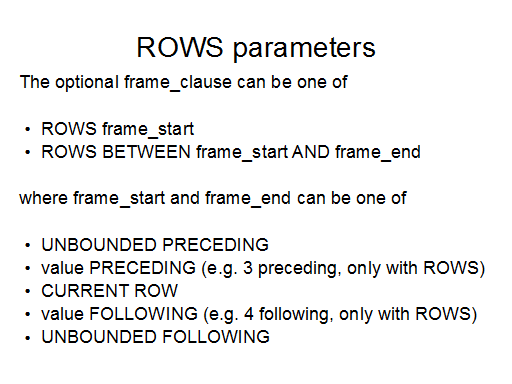 ROWS parameters
The optional frame_clause can be one of
• ROWS frame_start
• ROWS BETWEEN frame_start AND frame_end
where frame_start and frame_end can be one of
• UNBOUNDED PRECEDING
• value PRECEDING (e.g. 3 preceding, only with ROWS)
• CURRENT ROW
• value FOLLOWING (e.g. 4 following, only with ROWS)
• UNBOUNDED FOLLOWING